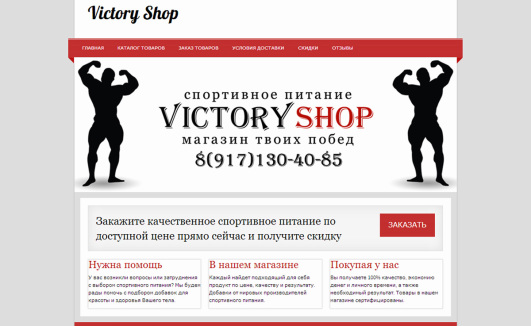 Victory Shop
ГЛАВНАЯ КАТАЛОГ ТОВАРОВ ЗАКАЗ ТОВАРОВ УСЛОВИЯ ДОСТАВКИ СКИДКИ ОТЗЫВЫ
спортивное питание
VICTORY SHOP
магазин твоих побед
8(917)130-40-85
Закажите качественное спортивное питание по
доступной цене прямо сейчас и получите скидку
ЗАКАЗАТЬ
Нужна помощь
У вас возникли вопросы или затруднения
с выбором спортивного питания? Мы будем
рады помочь с подбором добавок для
красоты и здоровья Вашего тела.
В нашем магазине
Каждый найдет подходящий для себя
продукт по цене, качеству и результату.
Добавки от мировых производителей
спортивного питания.
Покупая у нас
Вы получаете 100% качество, экономию
денег и личного времени, а также
необходимый результат. Товары в нашем
магазине сертифицированы.